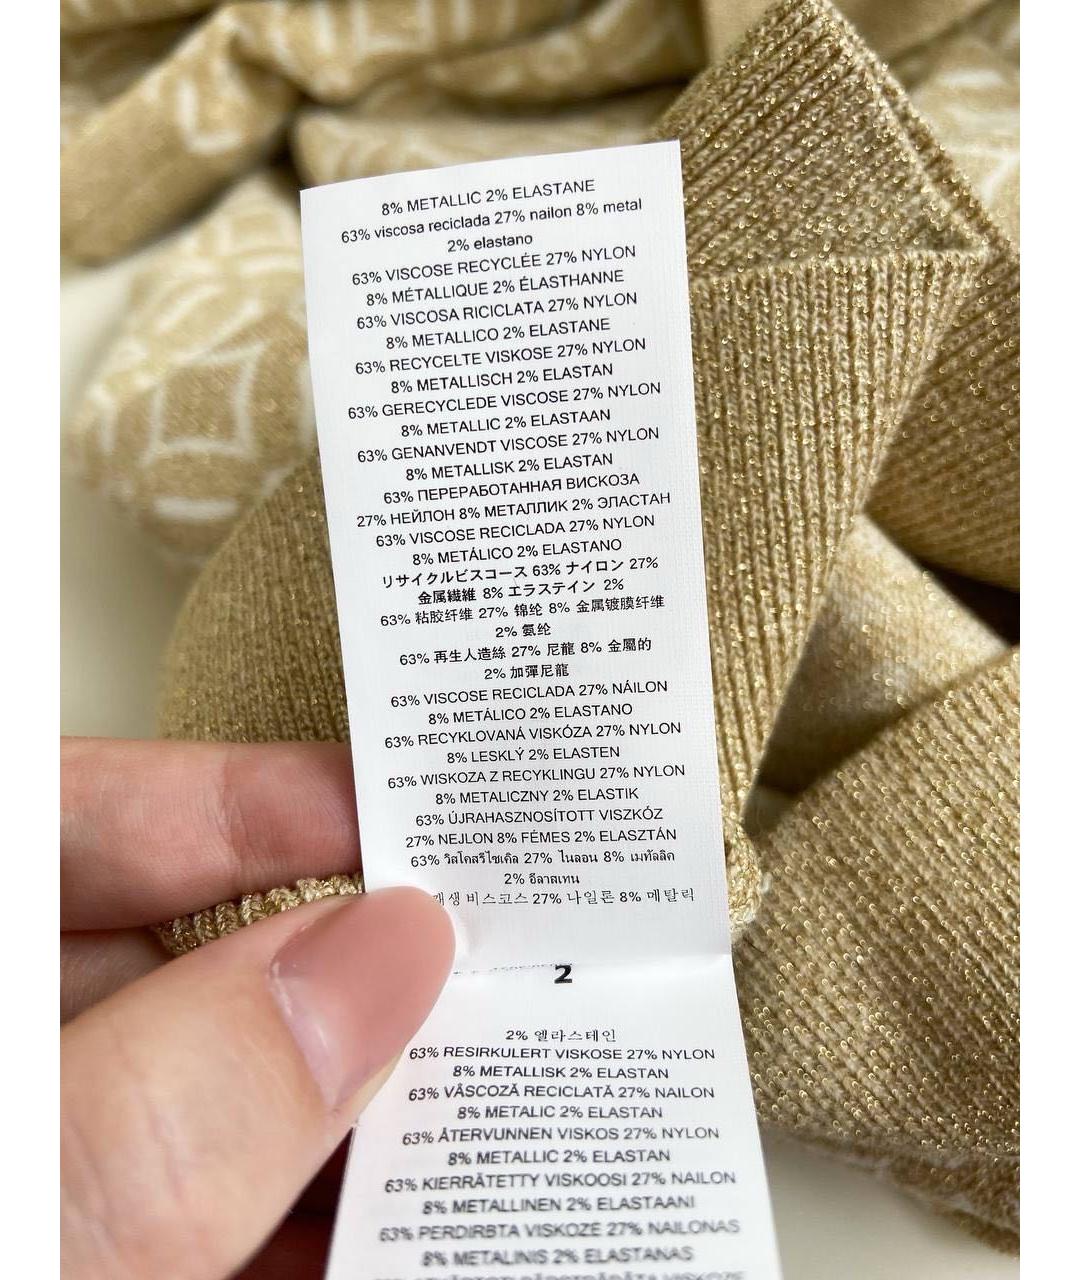 8% METALLIC 2% ELASTANE
63% viscosa reciclada 27% nailon 8% metal
2% elastano
63% VISCOSE RECYCLÉE 27% NYLON
8% MÉTALLIQUE 2% ÉLASTHANNE
63% VISCOSA RICICLATA 27% NYLON
8% METALLICO 2% ELASTANE
63% RECYCELTE VISKOSE 27% NYLON
8% METALLISCH 2% ELASTAN
63% GERECYCLEDE VISCOSE 27% NYLON
8% METALLIC 2% ELASTAAN
63% GENANVENDT VISCOSE 27% NYLON
8% METALLISK 2% ELASTAN
63% ПЕРЕРАБОТАННАЯ ВИСКОЗА
27% НЕЙЛОН 8% МЕТАЛЛИК 2% ЭЛАСТАН
63% VISCOSE RECICLADA 27% NYLON
8% METÁLICO 2% ELASTANO
リサイクルビスコース 63% ナイロン 27%
金属繊維 8% エラステイン 2%
63% 粘胶纤维 27% 锦纶 8% 金属镀膜纤维
2% 氨纶
63% 再生人造絲 27% 尼龍 8% 金屬的
2% 加彈尼龍
63% VISCOSE RECICLADA 27% NÁILON
8% METÁLICO 2% ELASTANO
63% RECYKLOVANÁ VISKÓZA 27% NYLON
8% LESKLÝ 2% ELASTEN
63% WISKOZA Z RECYKLINGU 27% NYLON
8% METALICZNY 2% ELASTIK
63% ÚJRAHASZNOSÍTOTT VISZKÓZ
27% NEJLON 8% FÉMES 2% ELASZTÁN
63% วิสโคสรีไซเคิล 27% ไนลอน 8% เมทัลลิค
2% อีลาสเทน
생 비스코스 27% 나일론 8% 메탈릭
2
2% 엘라스테인
63% RESIRKULERT VISKOSE 27% NYLON
8% METALLISK 2% ELASTAN
63% VÂSCOZĂ RECICLATĂ 27% NAILON
8% METALIC 2% ELASTAN
63% ÅTERVUNNEN VISKOS 27% NYLON
8% METALLIC 2% ELASTAN
63% KIERRÄTETTY VISKOOSI 27% NAILON
8% METALLINEN 2% ELASTAANI
63% PERDIRBTA VISKOZĖ 27% NAILONAS
8% METALINIS 2% ELASTANAS